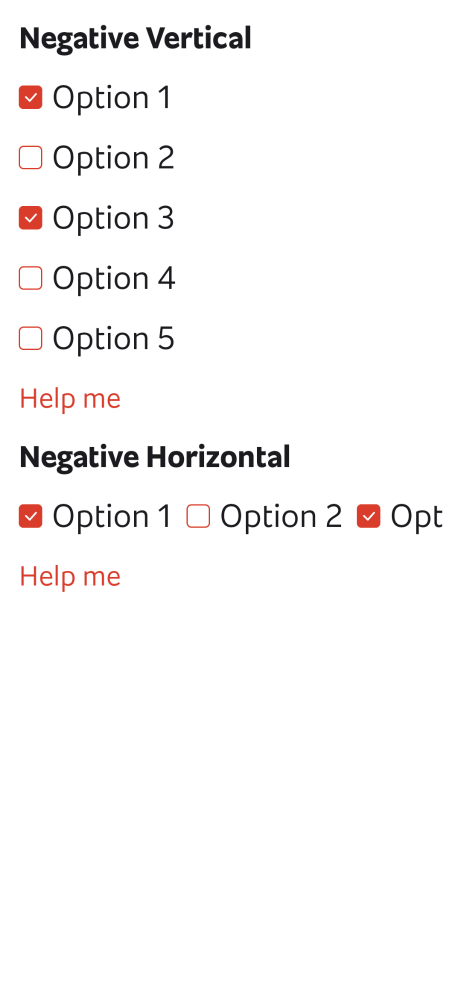 Negative Vertical
Option 1
Option 2
Option 3
Option 4
Option 5
Help me
Negative Horizontal
Option 1 Option 2 Opt
Help me